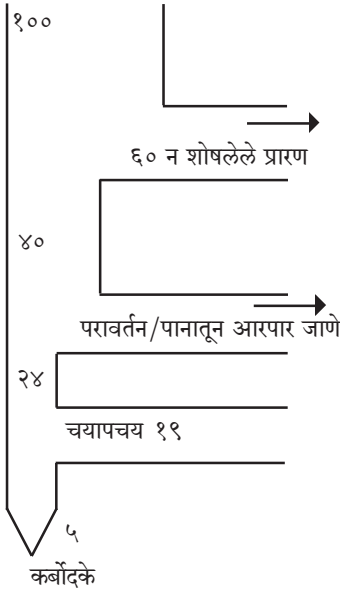 १००
६० न शोषलेले प्रारण
४०
परावर्तन/पानातून आरपार जाणे
२४
चयापचय १९
५
कर्बोदके